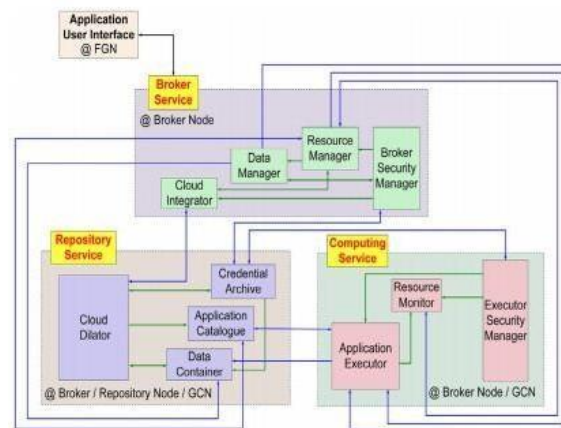 Application
User Interface
@ FGN
Broker
Service
@ Broker Node
Resource
Manager
Broker
Security
Manager
Data
Manager
Cloud
Integrator
Repository
Service
Computing
Service
Credential
Archive
Cloud
Dilator
Application
Catalogue
Data
Container
@ Broker / Repository Node / GCN
Resource
Monitor
Executor
Security
Manager
Application
Executor
@ Broker Node / GCN